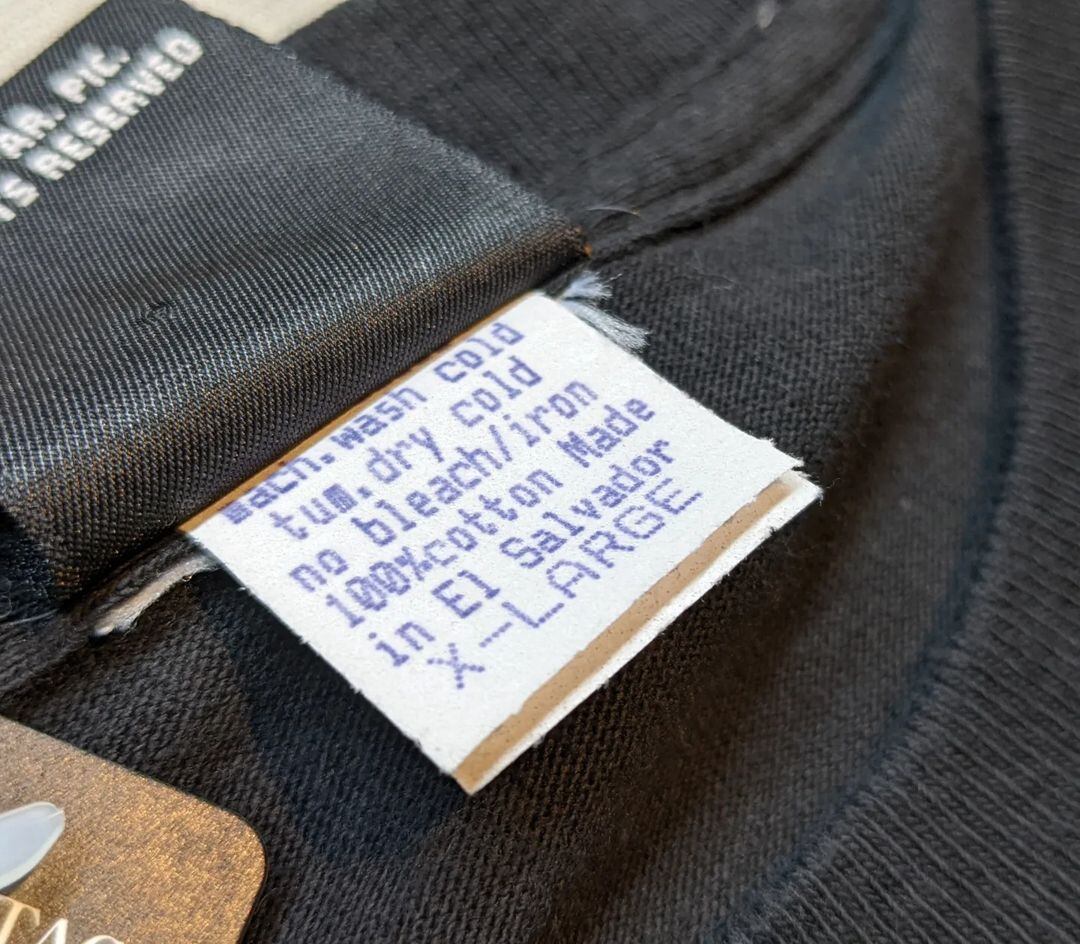 AR. PIC.
IS RESERVED
mach.wash cold
tum.dry cold
no bleach/iron
100%cotton Made
in El Salvador
X-LARGE